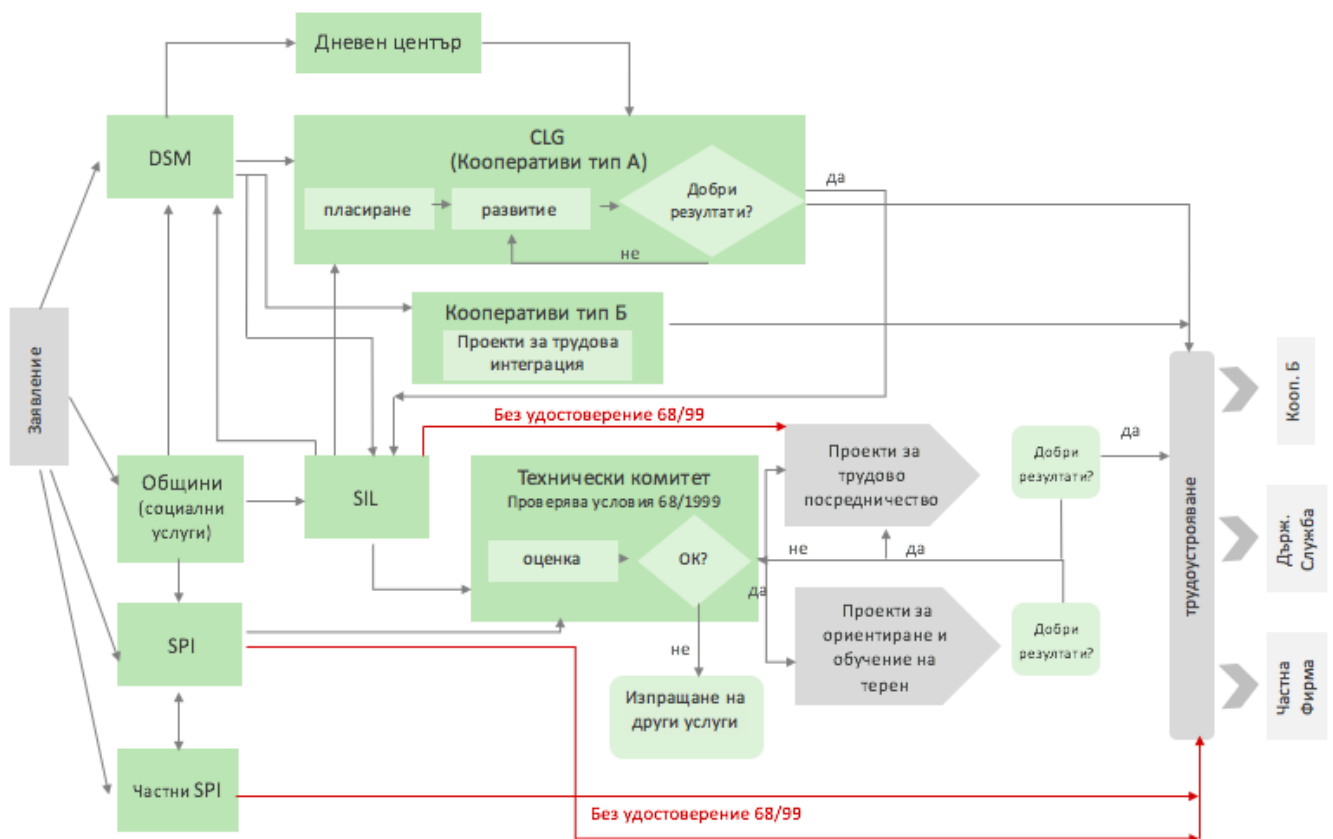 Дневен център
DSM
CLG
(Кооперативи тип А)
пласиране
развитие
Добри
резултати?
да
не
Кооперативи тип Б
Проекти за трудова
интеграция
Заявление
Без удостоверение 68/99
Общини
(социални
услуги)
SIL
Технически комитет
Проверява условия 68/1999
оценка
ОК?
Проекти за
трудово
посредничество
Добри
резултати?
да
не
да
да
не
SPI
Проекти за
ориентиране и
обучение на
терен
Добри
резултати?
Изпращане на
други услуги
Частни SPI
Без удостоверение 68/99
трудоустрояване
Кооп. Б
Държ.
Служба
Частна
Фирма